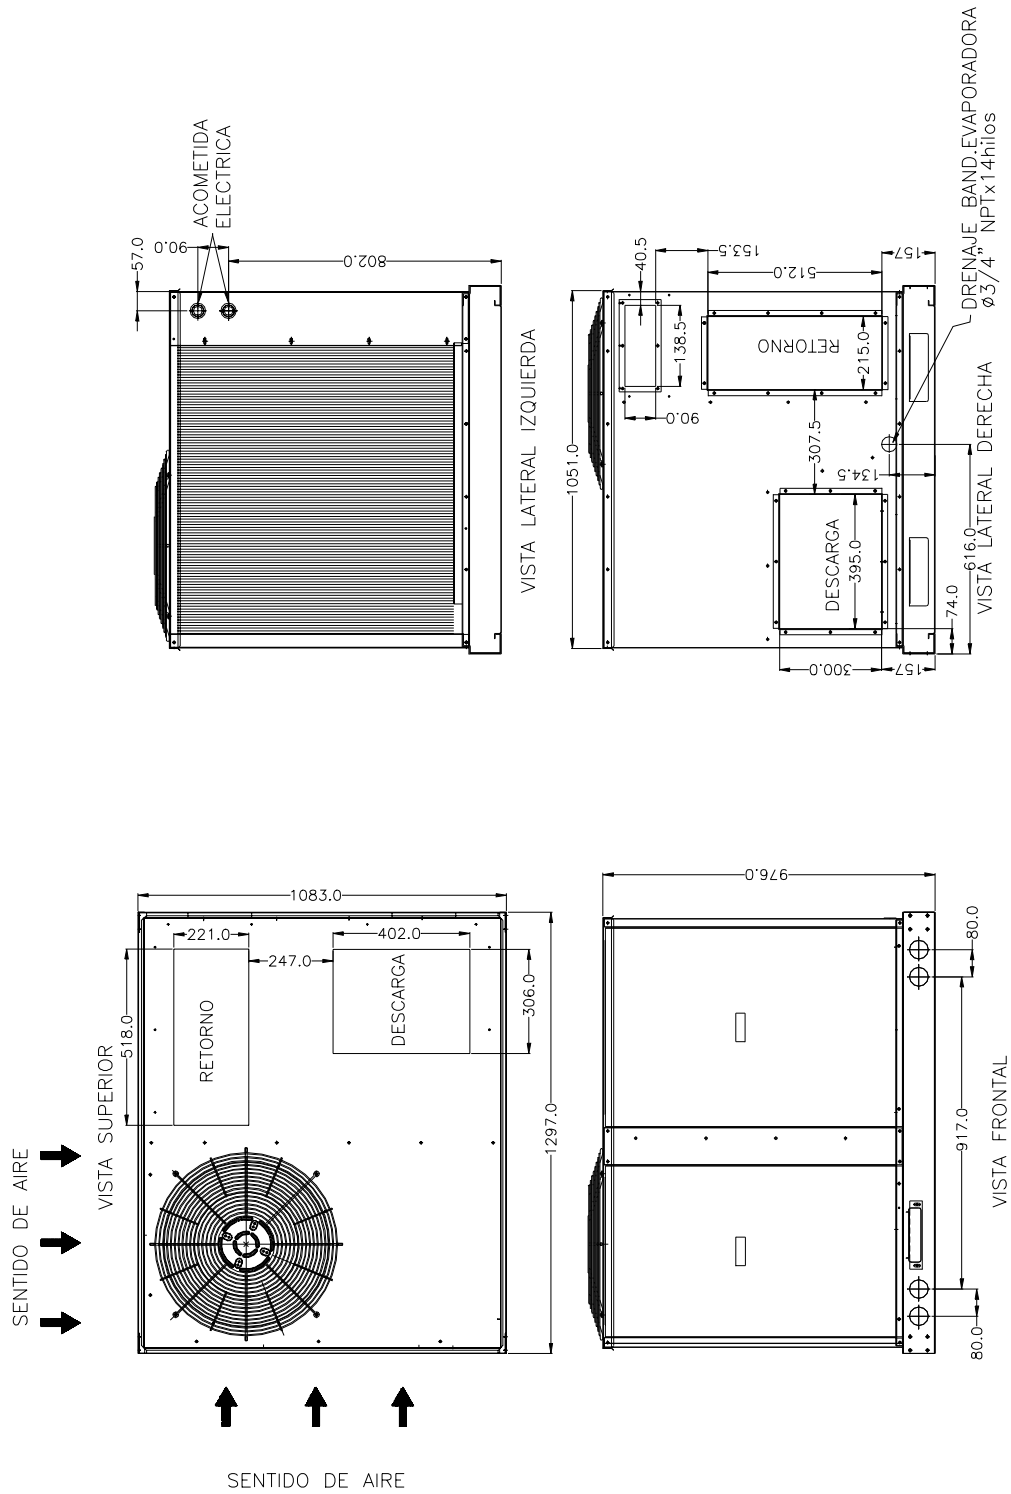 ACOMETIDA
ELECTRICA
57.0
90.0
802.0
VISTA LATERAL IZQUIERDA
DRENAJE BAND.EVAPORADORA
ø3/4" NPTx14hilos
40.5
153.5
512.0
157
138.5
90.0
RETORNO
215.0
307.5
1051.0
134.5
DESCARGA
395.0
616.0
74.0
300.0
157
VISTA LATERAL DERECHA
1083.0
221.0
402.0
247.0
518.0
306.0
RETORNO
DESCARGA
1297.0
VISTA SUPERIOR
SENTIDO DE AIRE
SENTIDO DE AIRE
976.0
80.0
917.0
80.0
VISTA FRONTAL